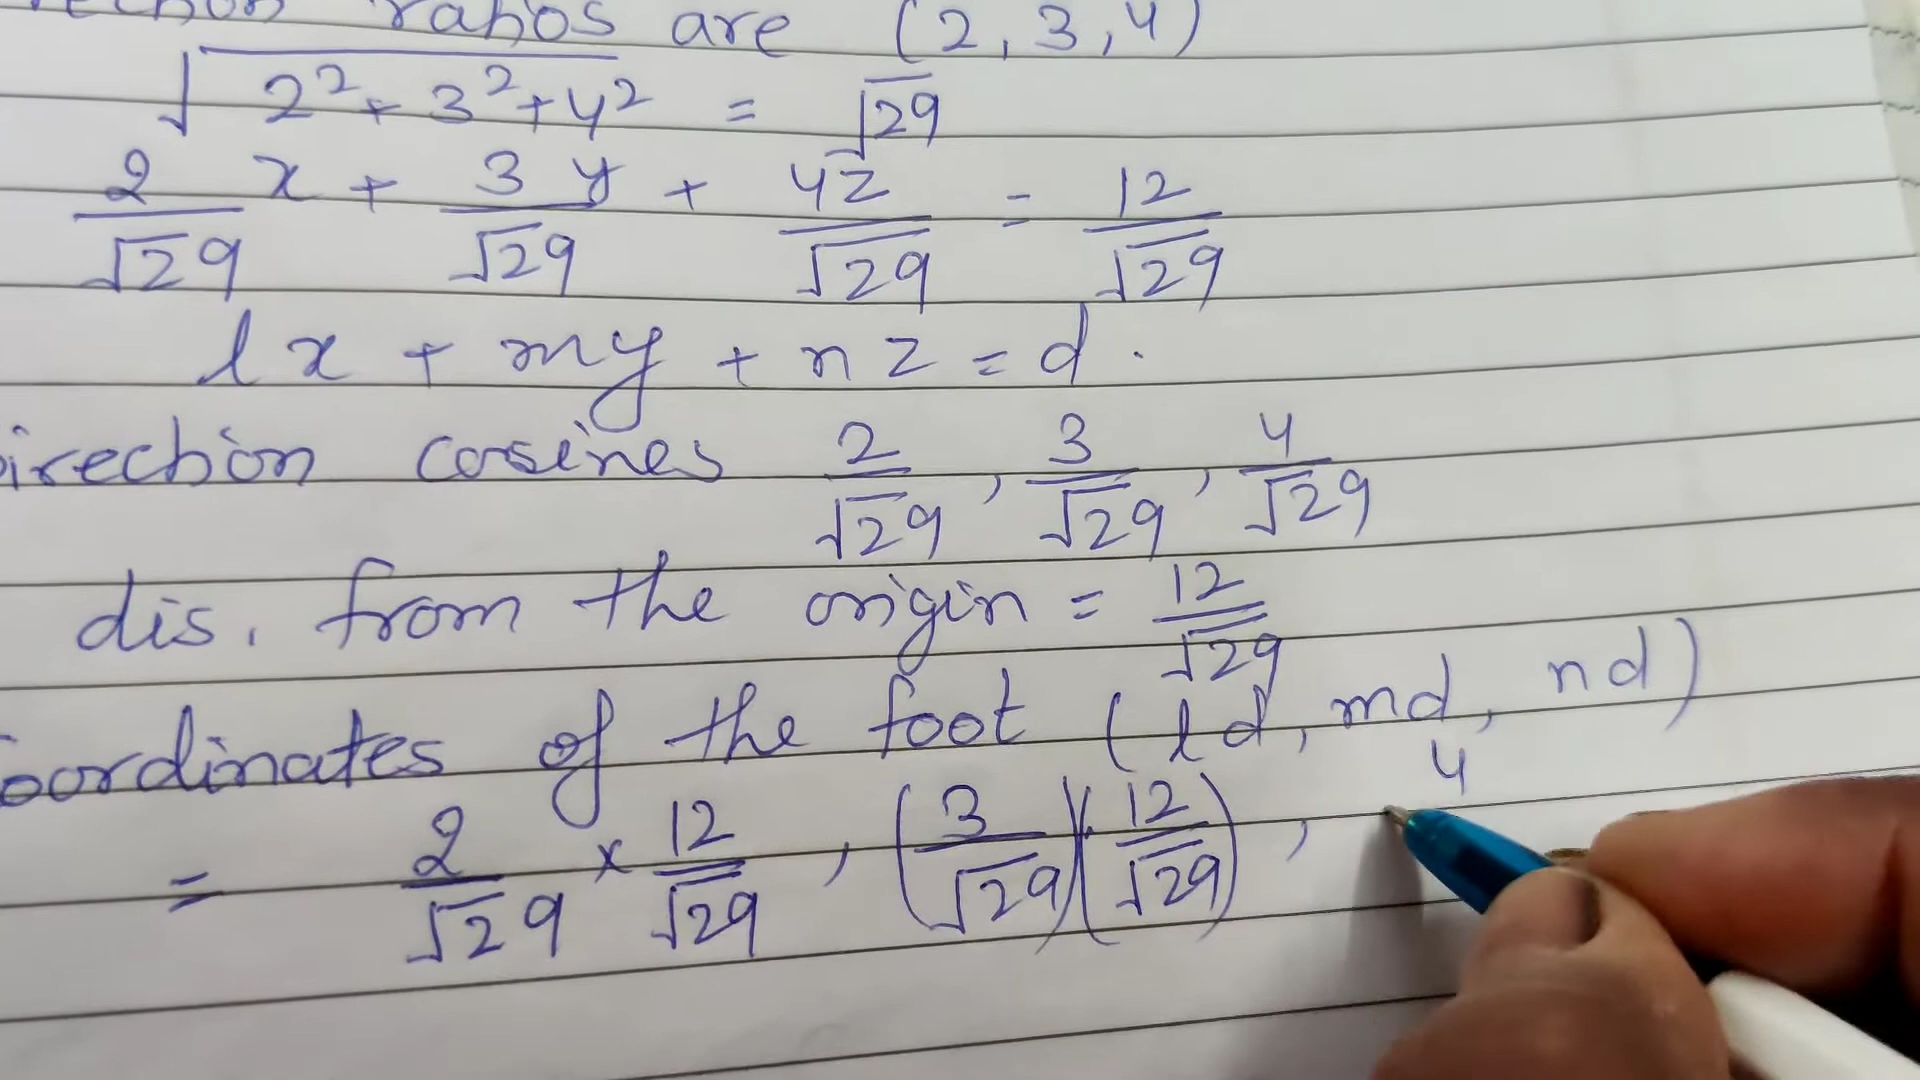 ratios are (2, 3, 4)
√2² + 3² + 4² = √29
2/√29 x + 3y/√29 + 4z/√29 = 12/√29
lx + my + nz = d.
irection cosines 2/√29, 3/√29, 4/√29
dis. from the origin = 12/√29
oordinates of the foot (ld, md, nd)
= 2/√29 × 12/√29, (3/√29)(12/√29), 4